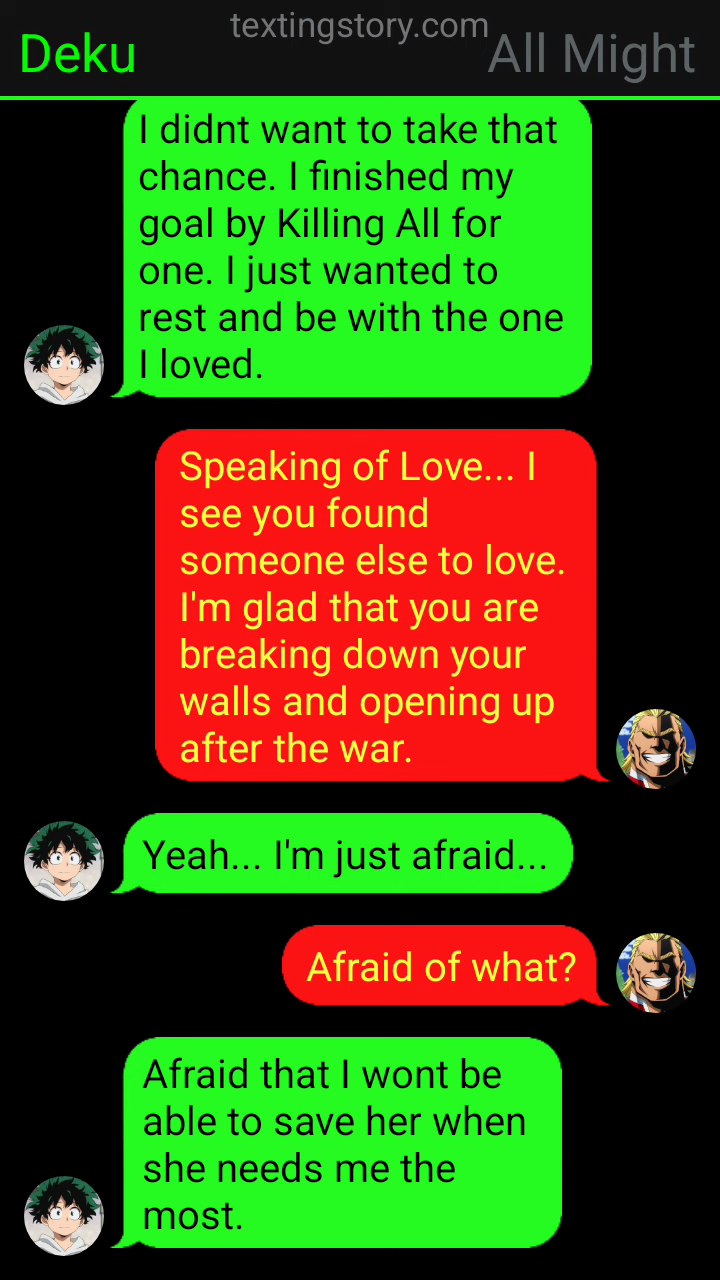 textingstory.com
Deku
All Might
I didnt want to take that
chance. I finished my
goal by Killing All for
one. I just wanted to
rest and be with the one
I loved.
Speaking of Love... I
see you found
someone else to love.
I'm glad that you are
breaking down your
walls and opening up
after the war.
Yeah... I'm just afraid...
Afraid of what?
Afraid that I wont be
able to save her when
she needs me the
most.